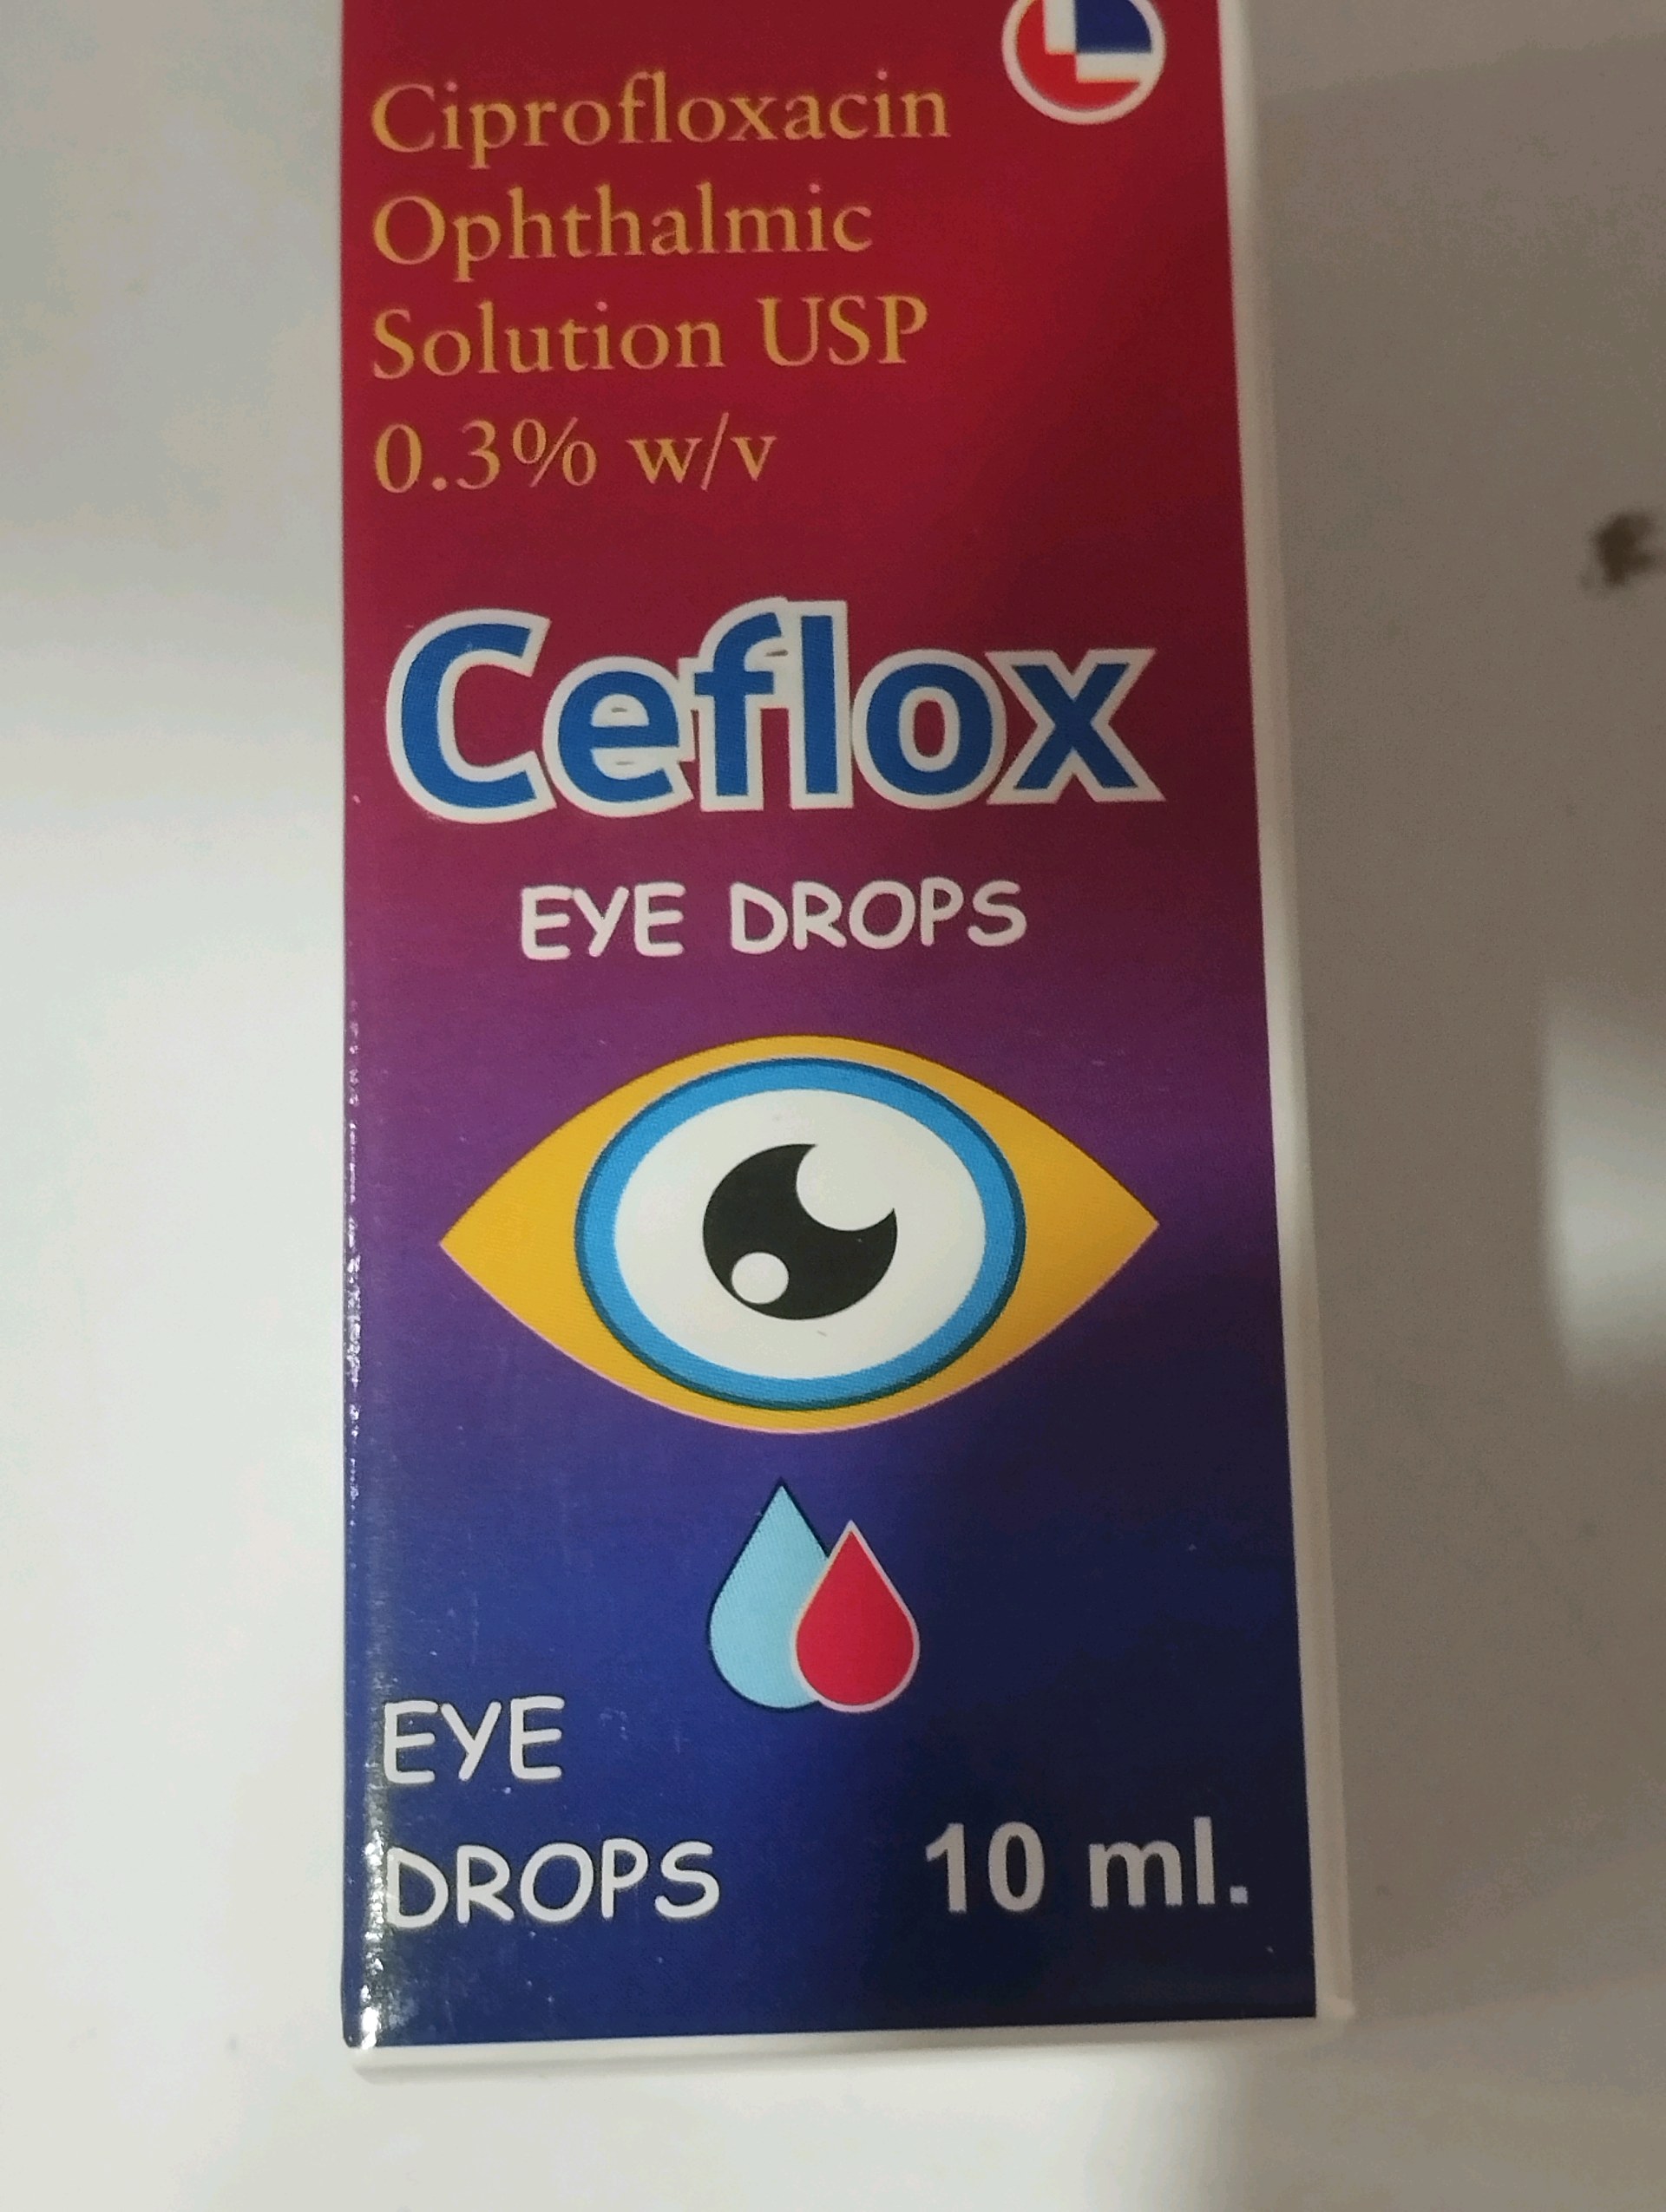 Ciprofloxacin
Ophthalmic
Solution USP
0.3% w/v
Ceflox
EYE DROPS
EYE
DROPS
10 ml.